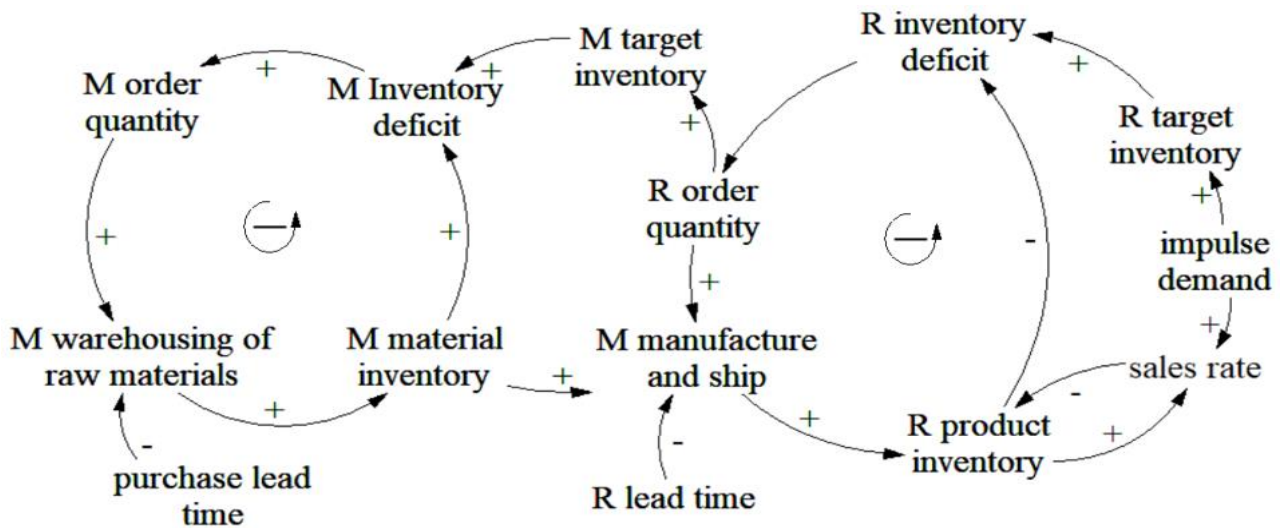 M order
quantity
+
M Inventory
deficit
+
M target
inventory
R inventory
deficit
+
R target
inventory
+
R order
quantity
+
+
impulse
demand
+
+
-
+
-
-
+
M warehousing of
raw materials
M material
inventory
+
M manufacture
and ship
sales rate
-
+
-
purchase lead
time
-
R lead time
+
R product
inventory
+